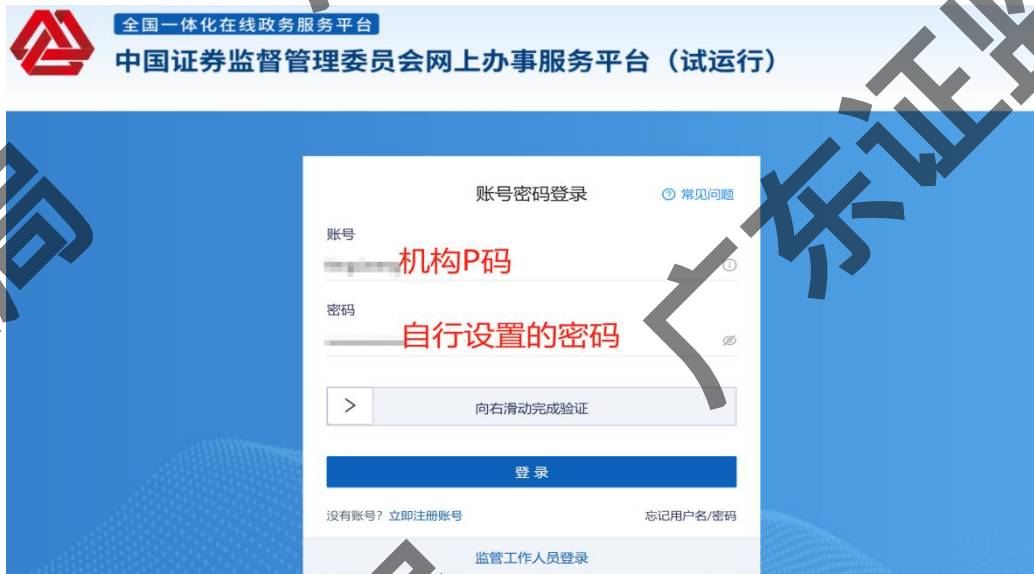 全国一体化在线政务服务平台
中国证券监督管理委员会网上办事服务平台（试运行）
账号密码登录
常见问题
账号
机构P码
密码
自行设置的密码
向右滑动完成验证
登 录
没有账号？立即注册账号
忘记用户名/密码
监管工作人员登录
局
广东证监